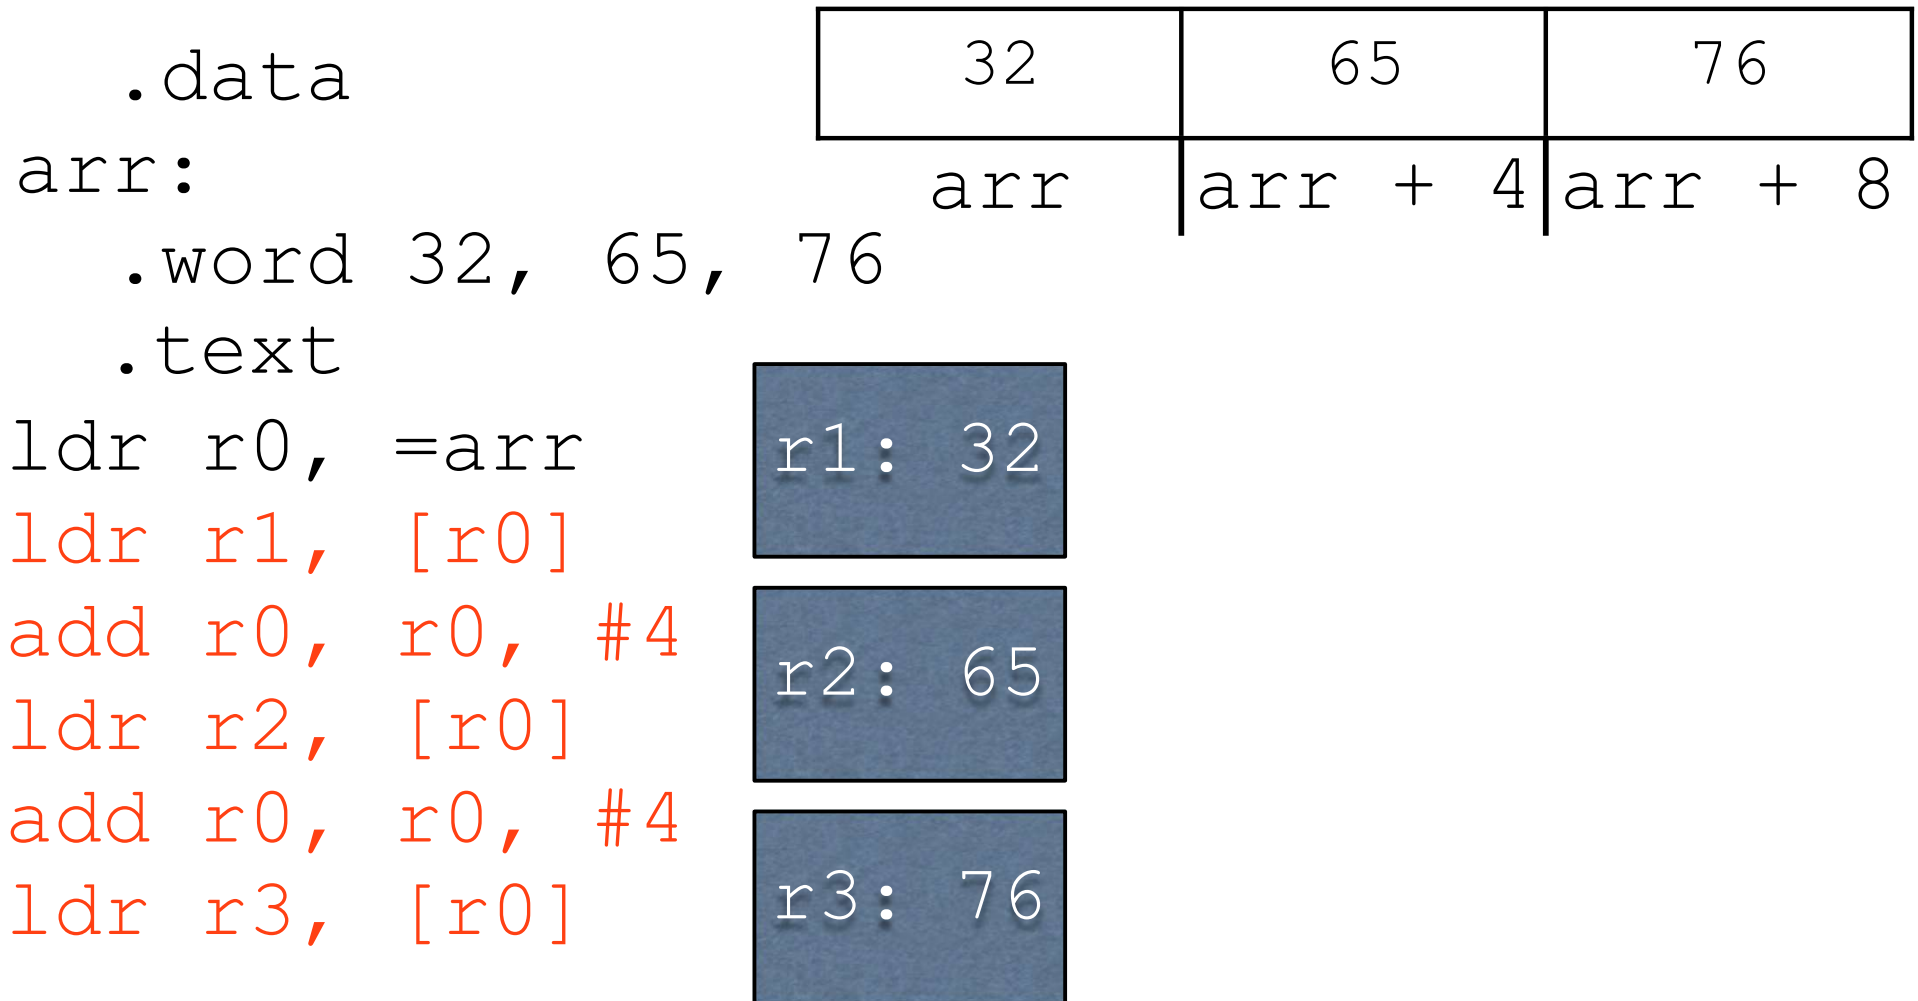 .data
arr:
.word 32, 65, 76
.text
ldr r0, =arr
ldr r1, [r0]
add r0, r0, #4
ldr r2, [r0]
add r0, r0, #4
ldr r3, [r0]
32 65 76
arr arr + 4 arr + 8
r1: 32
r2: 65
r3: 76